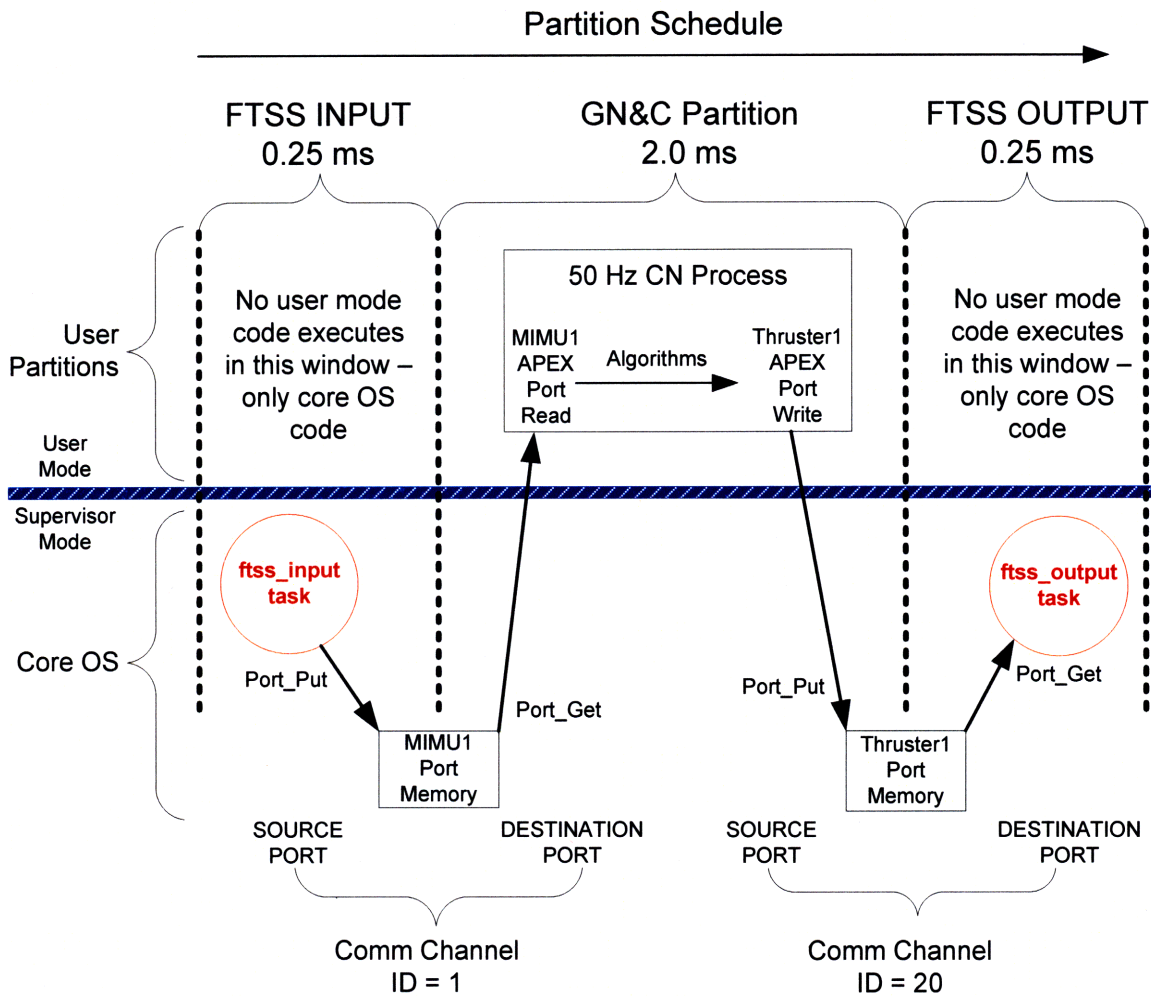 Partition Schedule
FTSS INPUT
0.25 ms
GN&C Partition
2.0 ms
FTSS OUTPUT
0.25 ms
User
Partitions
No user mode
code executes
in this window –
only core OS
code
50 Hz CN Process
MIMU1
APEX
Port
Read
Algorithms
Thruster1
APEX
Port
Write
No user mode
code executes
in this window –
only core OS
code
User
Mode
Supervisor
Mode
Core OS
ftss_input
task
Port_Put
MIMU1
Port
Memory
Port_Get
Port_Put
Thruster1
Port
Memory
ftss_output
task
Port_Get
SOURCE
PORT
DESTINATION
PORT
SOURCE
PORT
DESTINATION
PORT
Comm Channel
ID = 1
Comm Channel
ID = 20